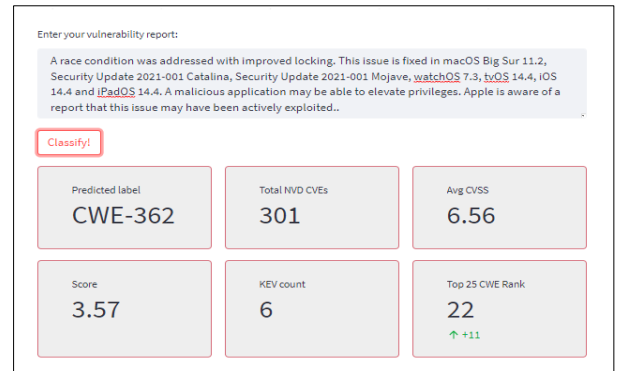 Enter your vulnerability report:
A race condition was addressed with improved locking. This issue is fixed in macOS Big Sur 11.2,
Security Update 2021-001 Catalina, Security Update 2021-001 Mojave, watchOS 7.3, tvOS 14.4, iOS
14.4 and iPadOS 14.4. A malicious application may be able to elevate privileges. Apple is aware of a
report that this issue may have been actively exploited..
Classify!
Predicted label
CWE-362
Total NVD CVEs
301
Avg CVSS
6.56
Score
3.57
KEV count
6
Top 25 CWE Rank
22
↑ +11